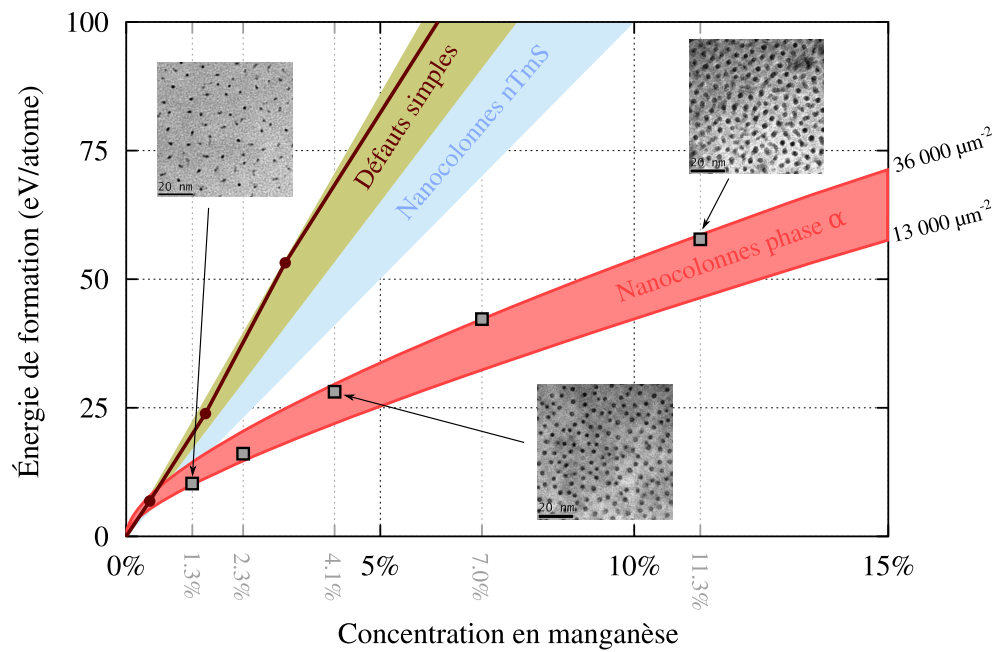 Énergie de formation (eV/atome)
100
75
50
25
0
0%
5%
10%
15%
1.3%
2.3%
4.1%
7.0%
11.3%
Concentration en manganèse
Défauts simples
Nanocolonnes nTmS
Nanocolonnes phase α
36 000 µm-2
13 000 µm-2
20 nm
20 nm
20 nm